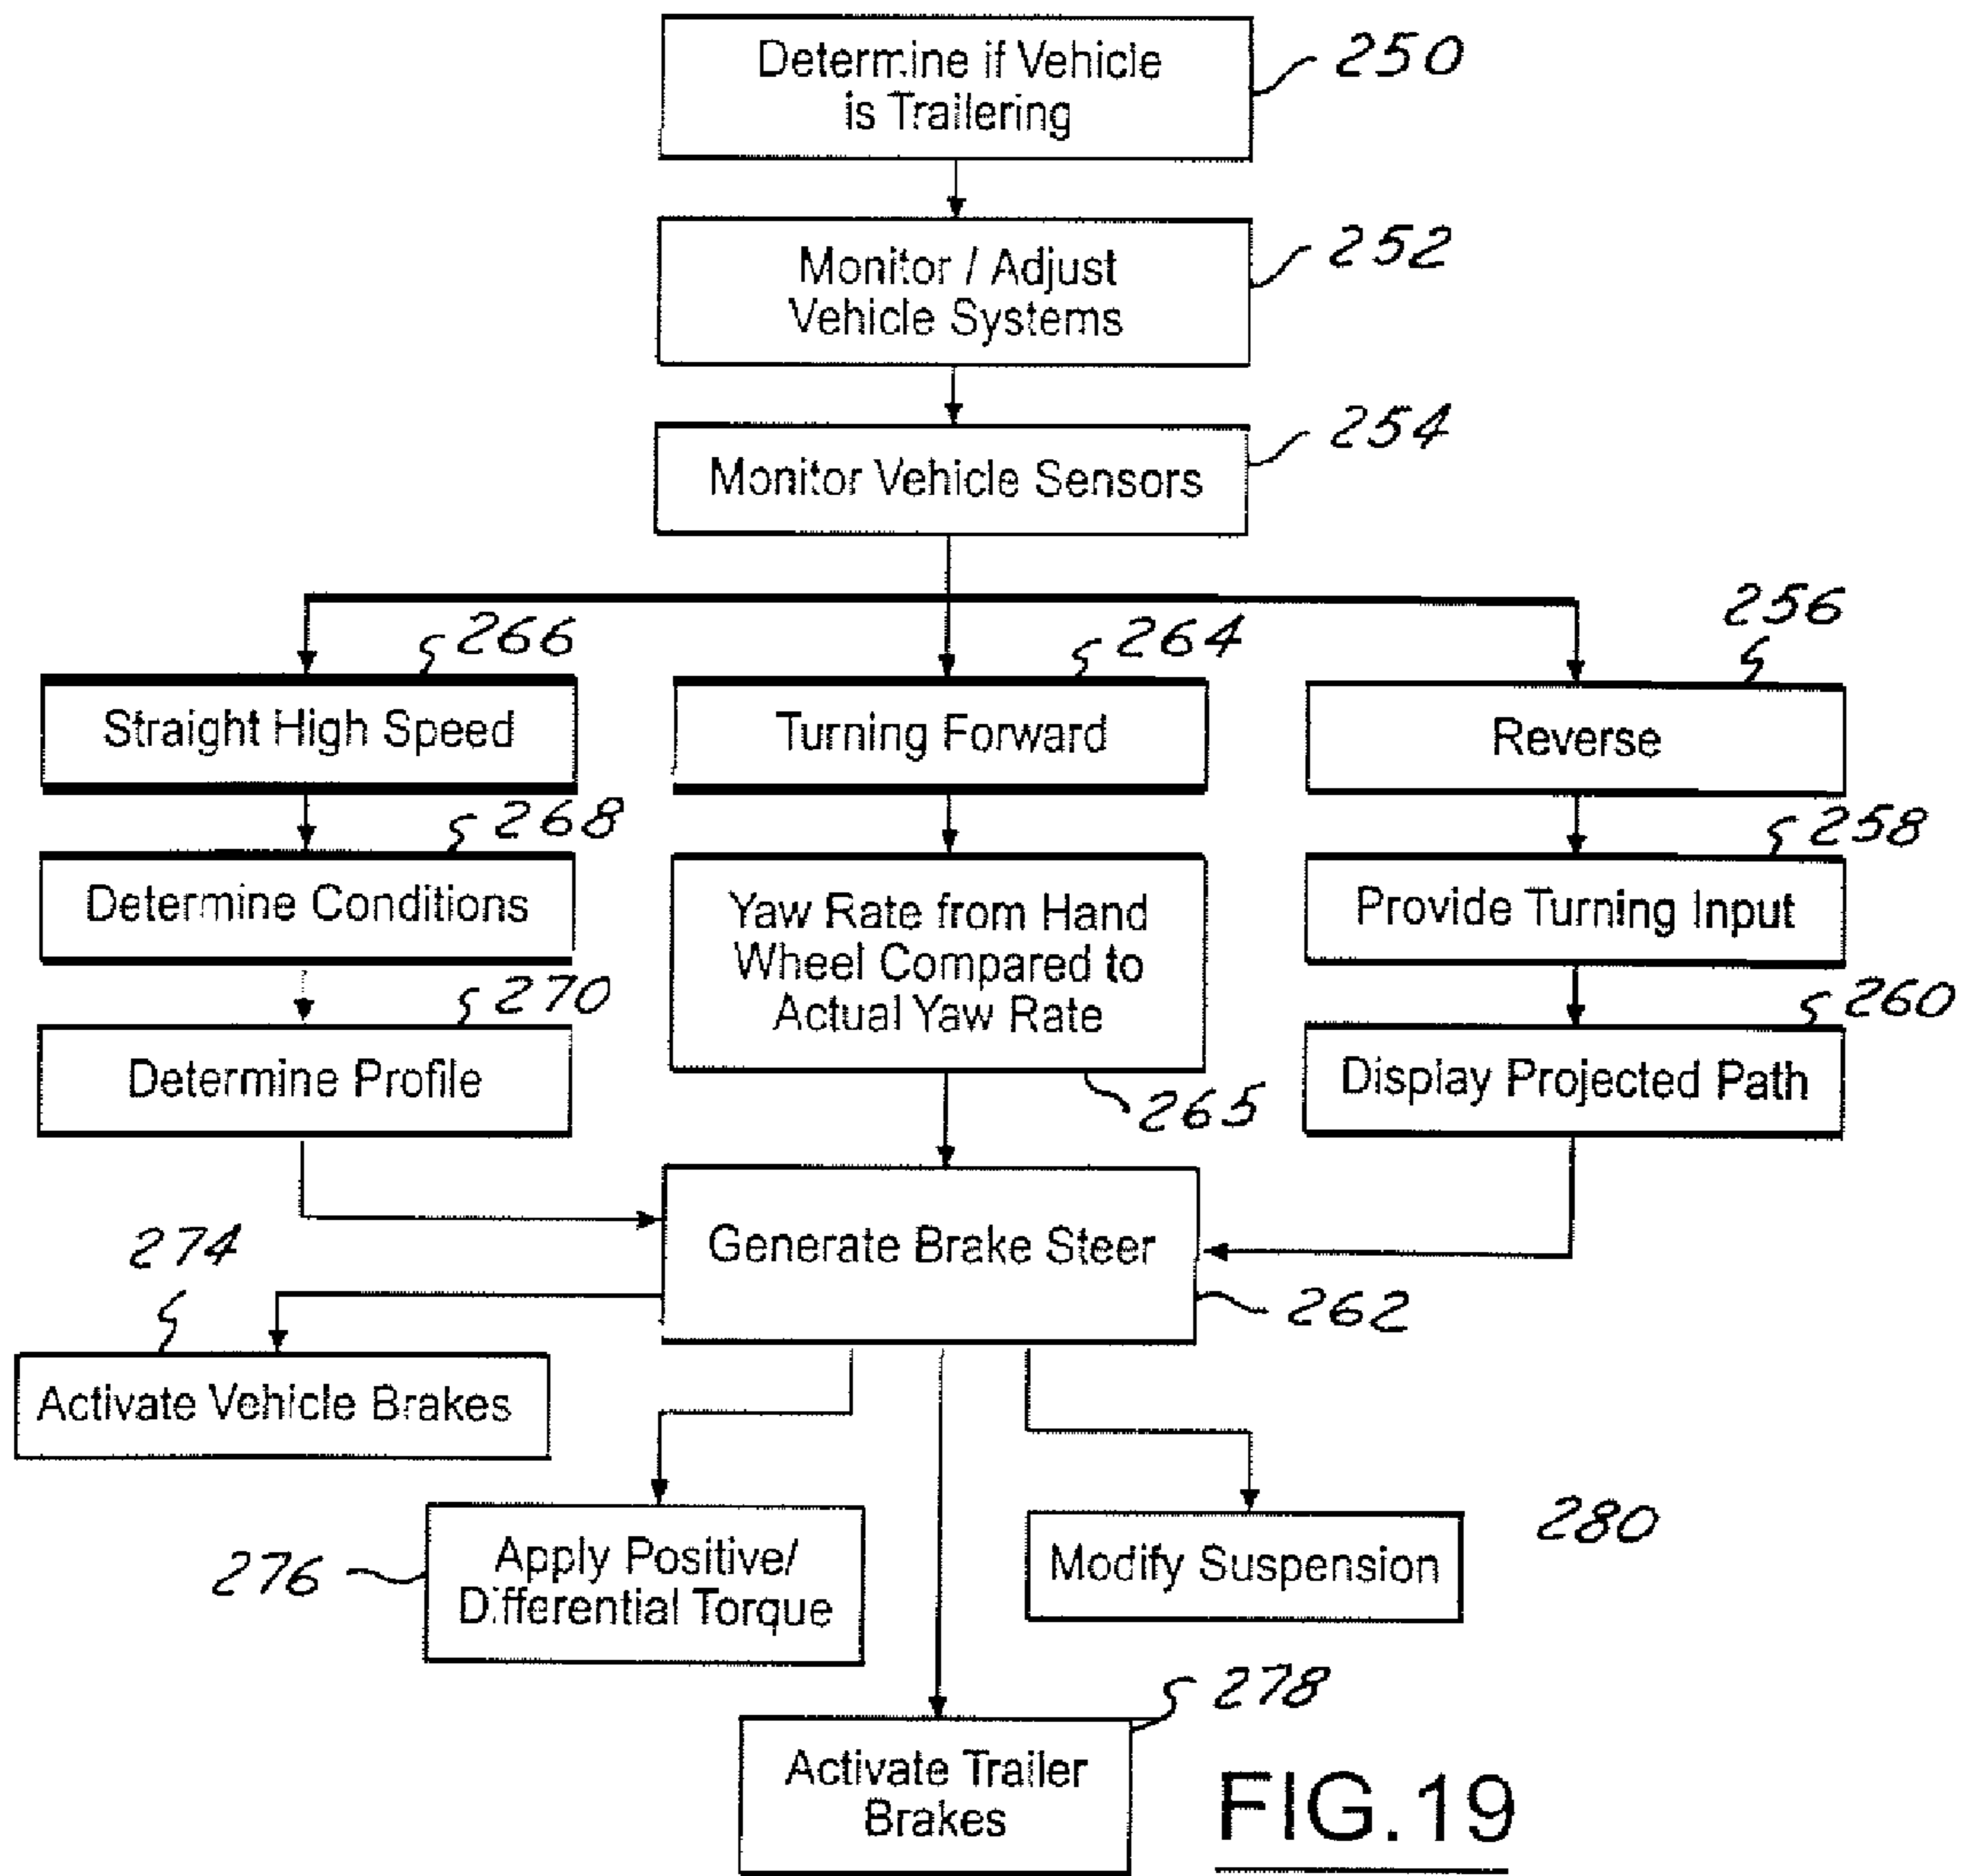 Determine if Vehicle
is Trailering
250
Monitor / Adjust
Vehicle Systems
252
Monitor Vehicle Sensors
254
266
264
256
Straight High Speed
Turning Forward
Reverse
268
258
Determine Conditions
Yaw Rate from Hand
Wheel Compared to
Actual Yaw Rate
Provide Turning Input
270
260
Determine Profile
265
Display Projected Path
274
Generate Brake Steer
262
Activate Vehicle Brakes
276
Apply Positive/
Differential Torque
Modify Suspension
280
278
Activate Trailer
Brakes
FIG.19